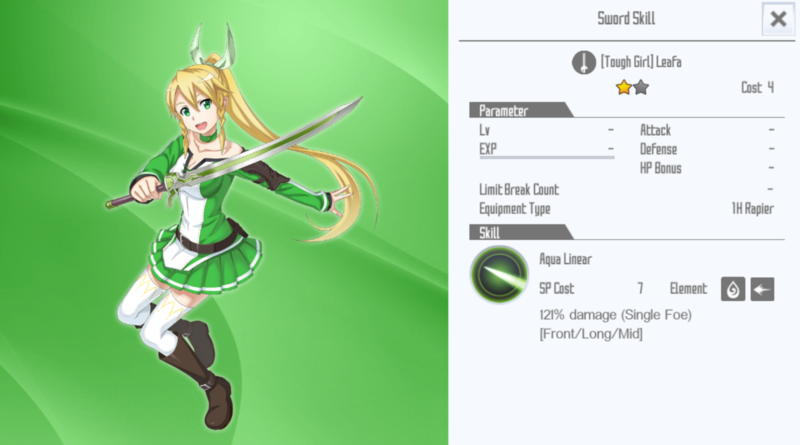 Sword Skill
[Tough Girl] Leafa
Cost 4
Parameter
Lv - Attack -
EXP - Defense -
HP Bonus -
Limit Break Count -
Equipment Type 1H Rapier
Skill
Aqua Linear
SP Cost 7 Element
121% damage (Single Foe)
[Front/Long/Mid]